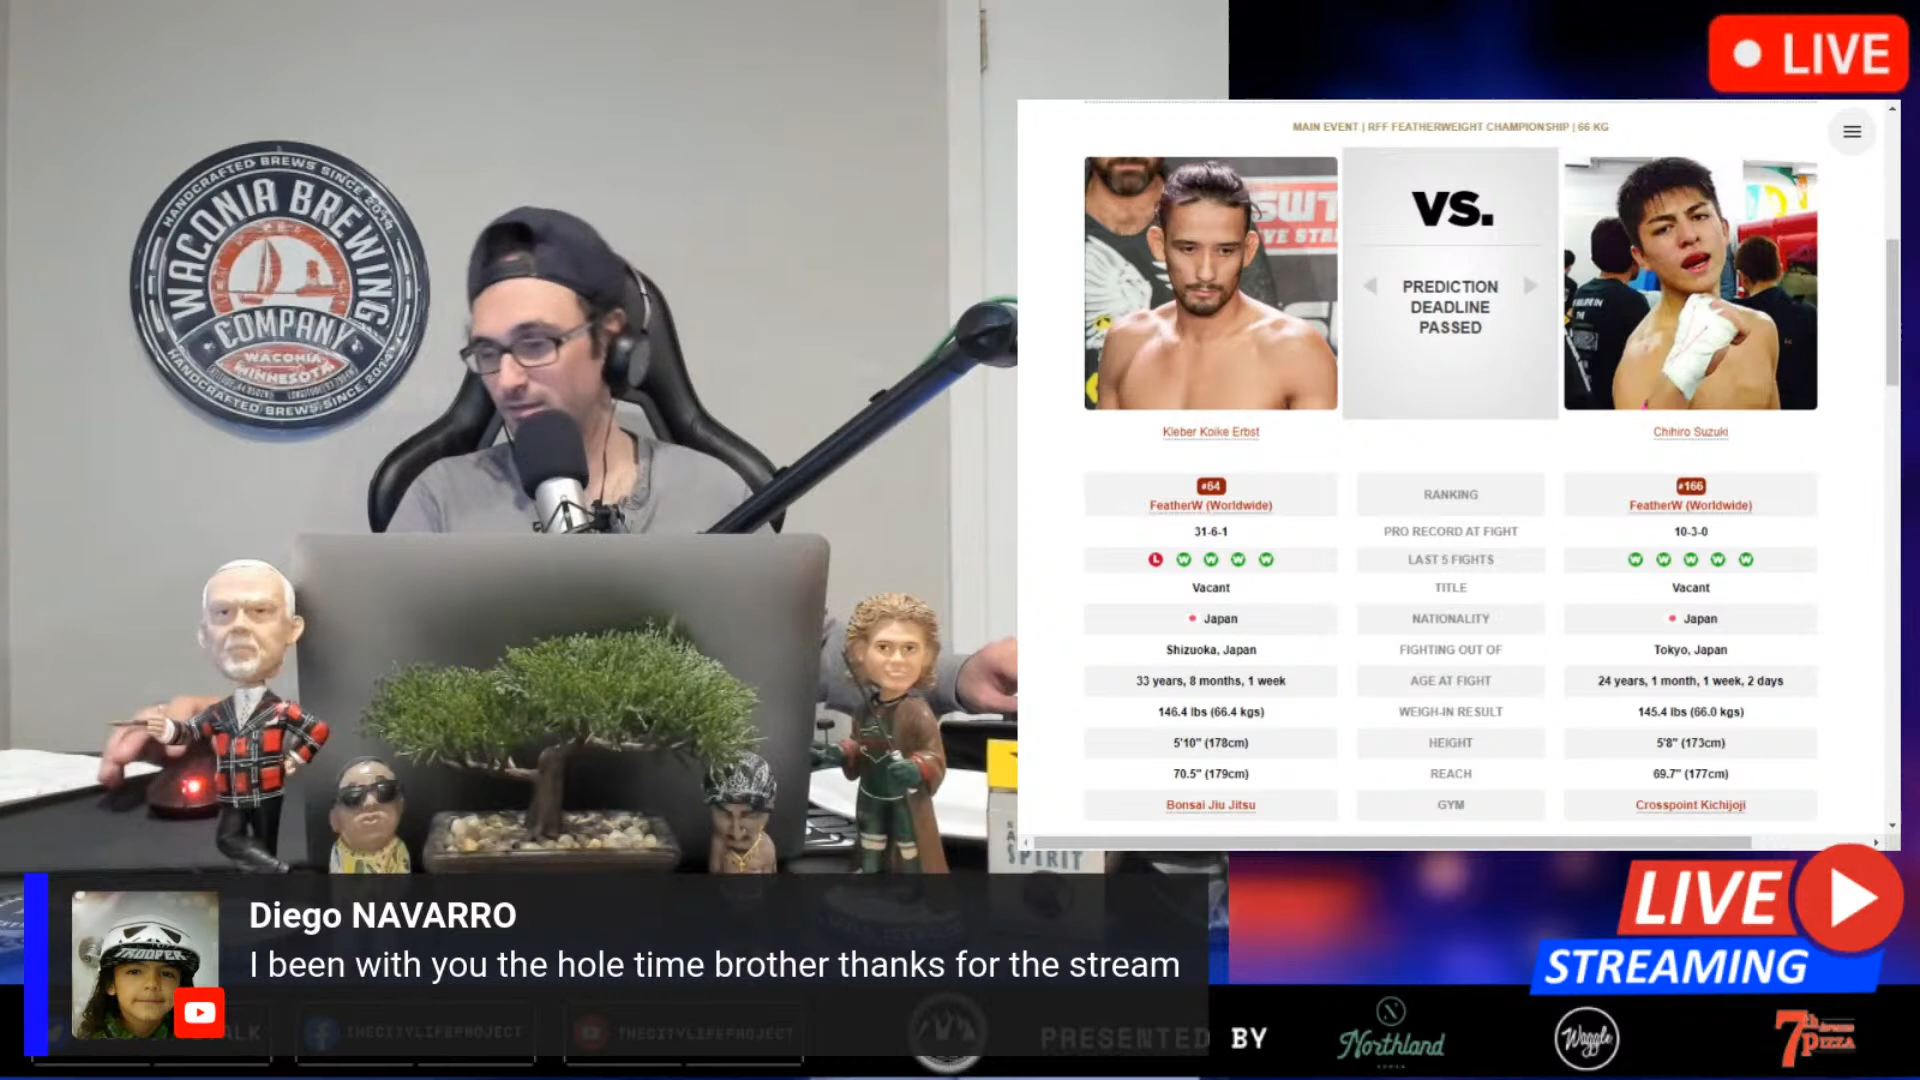 LIVE
HANDCRAFTED BREWS SINCE 2014
WACONIA BREWING
COMPANY
WACONIA
MINNESOTA
HANDCRAFTED BREWS SINCE 2014
MAIN EVENT | RFF FEATHERWEIGHT CHAMPIONSHIP | 66 KG
VS.
PREDICTION
DEADLINE
PASSED
Kleber Koike Erbst
Chihiro Suzuki
#64
FeatherW (Worldwide)
RANKING
#166
FeatherW (Worldwide)
31-6-1 PRO RECORD AT FIGHT 10-3-0
L W W W W LAST 5 FIGHTS W W W W W
Vacant TITLE Vacant
Japan NATIONALITY Japan
Shizuoka, Japan FIGHTING OUT OF Tokyo, Japan
33 years, 8 months, 1 week AGE AT FIGHT 24 years, 1 month, 1 week, 2 days
146.4 lbs (66.4 kgs) WEIGH-IN RESULT 145.4 lbs (66.0 kgs)
5'10" (178cm) HEIGHT 5'8" (173cm)
70.5" (179cm) REACH 69.7" (177cm)
Bonsai Jiu Jitsu GYM Crosspoint Kichijoji
SPIRIT
LIVE
STREAMING
TROOPER
Diego NAVARRO
I been with you the hole time brother thanks for the stream
THECITYLIFEPROJECT
THECITYLIFEPROJECT
PRESENTED BY
Northland
Waggle
7th
PIZZA